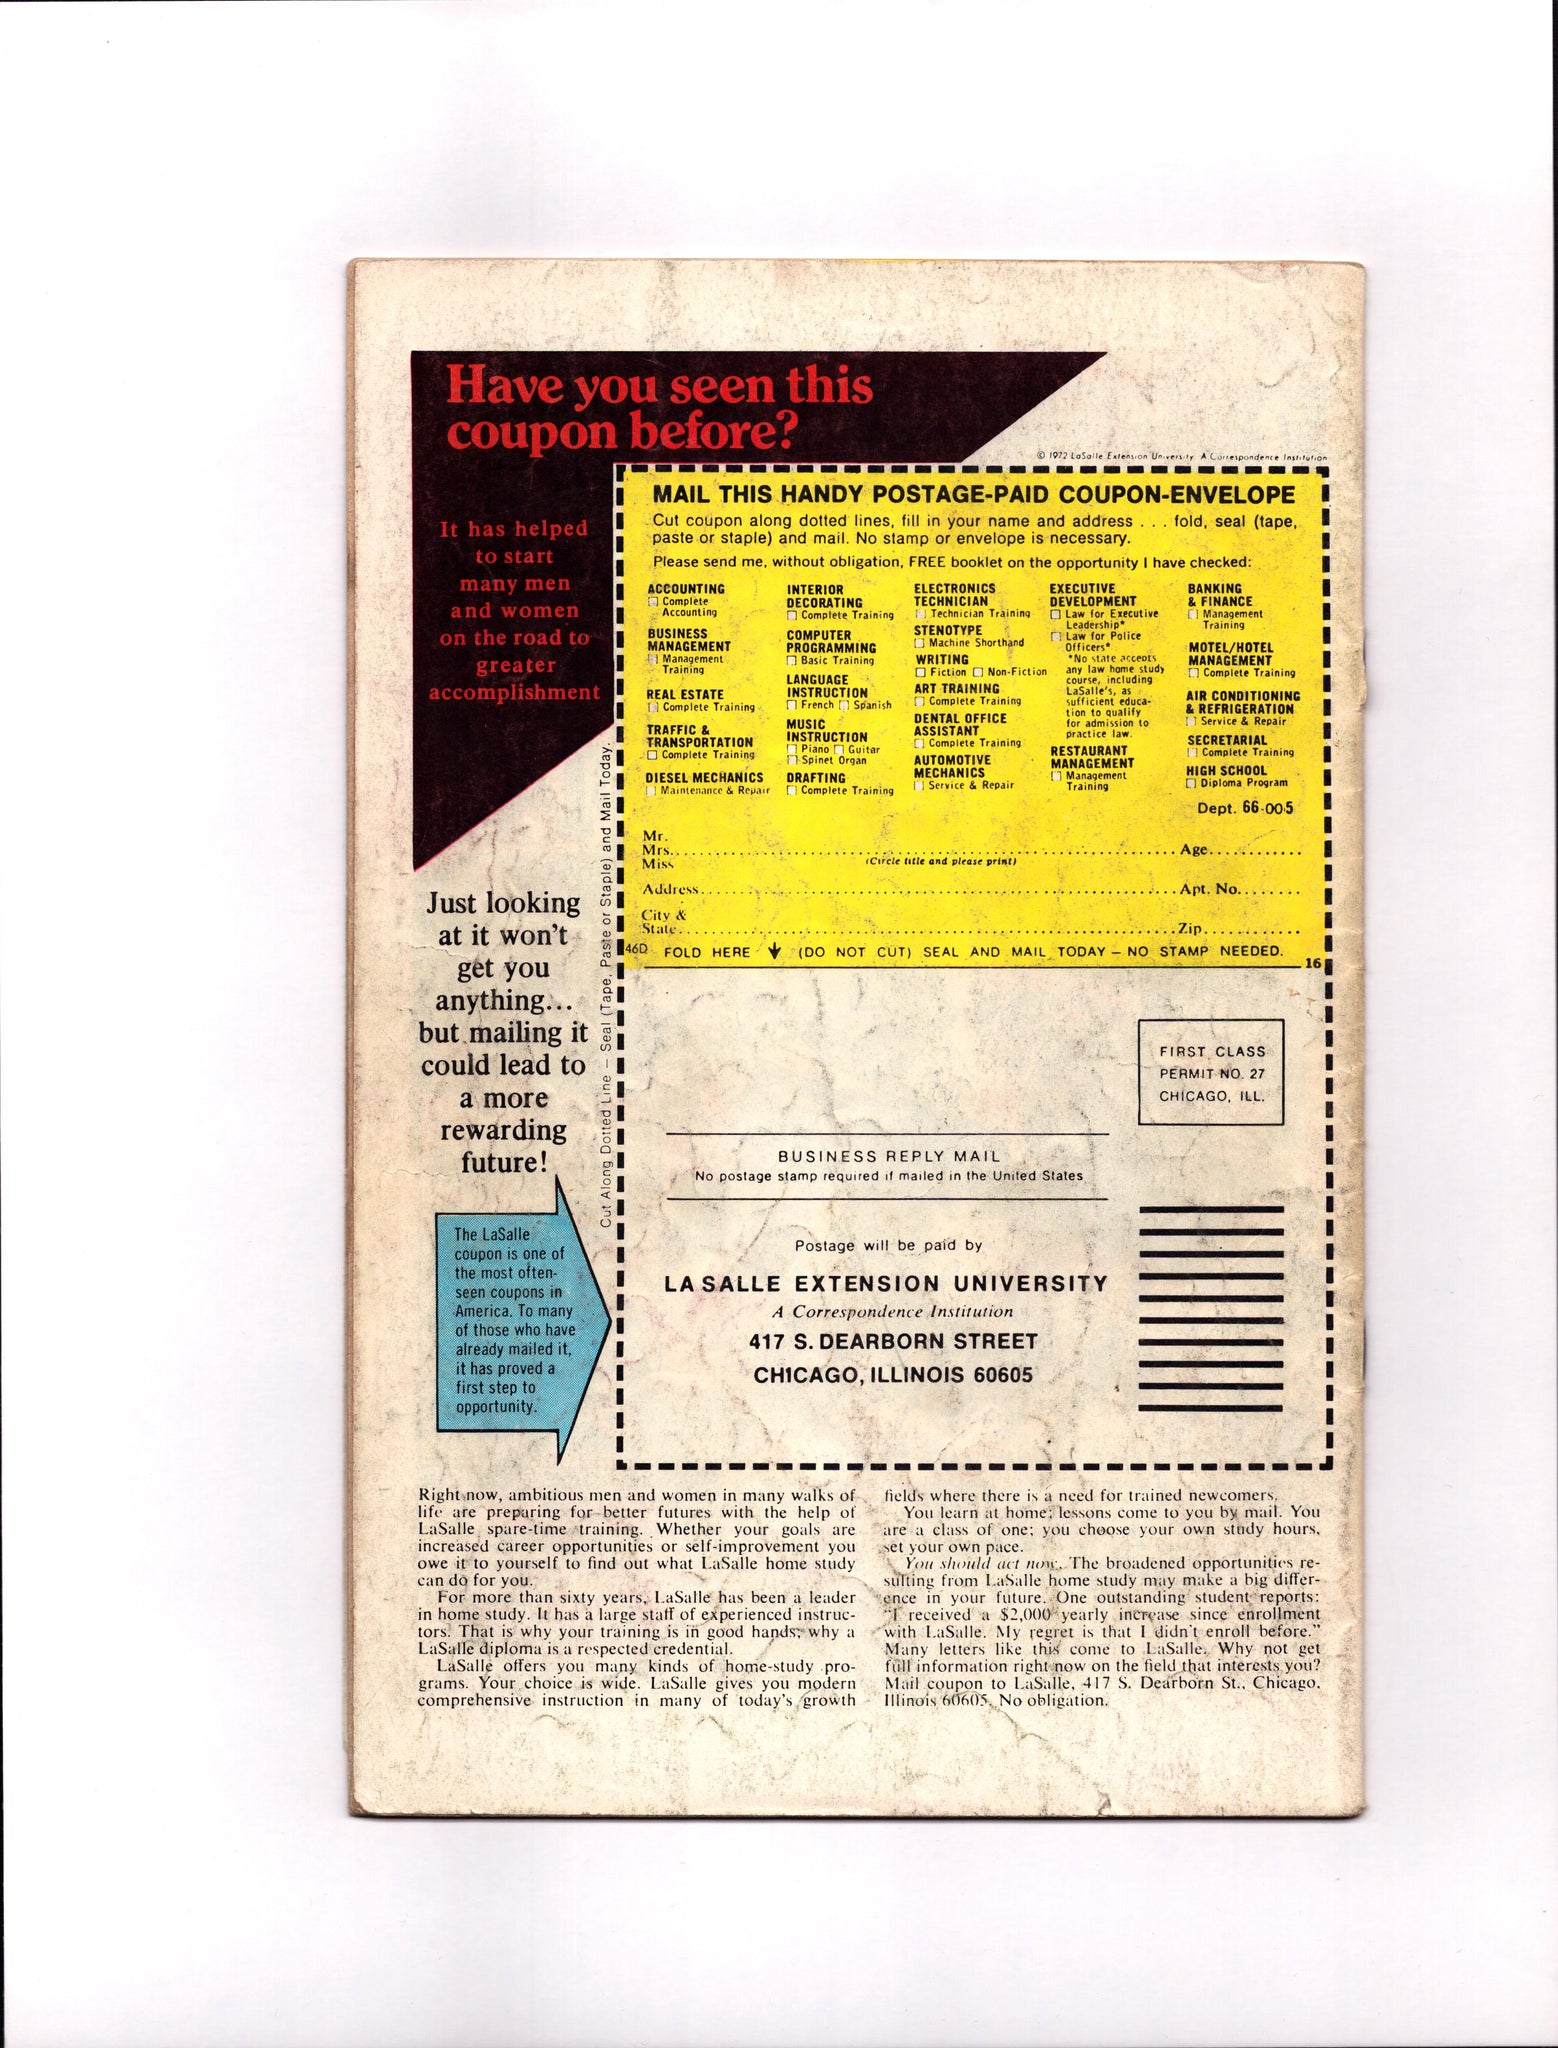 Have you seen this
coupon before?
© 1972 LaSalle Extension University. A Correspondence Institution
It has helped
to start
many men
and women
on the road to
greater
accomplishment
MAIL THIS HANDY POSTAGE-PAID COUPON-ENVELOPE
Cut coupon along dotted lines, fill in your name and address . . . fold, seal (tape,
paste or staple) and mail. No stamp or envelope is necessary.
Please send me, without obligation, FREE booklet on the opportunity I have checked:
ACCOUNTING
☐ Complete
Accounting
BUSINESS
MANAGEMENT
☐ Management
Training
REAL ESTATE
☐ Complete Training
TRAFFIC &
TRANSPORTATION
☐ Complete Training
DIESEL MECHANICS
☐ Maintenance & Repair
INTERIOR
DECORATING
☐ Complete Training
COMPUTER
PROGRAMMING
☐ Basic Training
LANGUAGE
INSTRUCTION
☐ French ☐ Spanish
MUSIC
INSTRUCTION
☐ Piano ☐ Guitar
☐ Spinet Organ
DRAFTING
☐ Complete Training
ELECTRONICS
TECHNICIAN
☐ Technician Training
STENOTYPE
☐ Machine Shorthand
WRITING
☐ Fiction ☐ Non-Fiction
ART TRAINING
☐ Complete Training
DENTAL OFFICE
ASSISTANT
☐ Complete Training
AUTOMOTIVE
MECHANICS
☐ Service & Repair
EXECUTIVE
DEVELOPMENT
☐ Law for Executive
Leadership*
☐ Law for Police
Officers*
*No state accepts
any law home study
course, including
LaSalle's, as
sufficient educa-
tion to qualify
for admission to
practice law.
RESTAURANT
MANAGEMENT
☐ Management
Training
BANKING
& FINANCE
☐ Management
Training
MOTEL/HOTEL
MANAGEMENT
☐ Complete Training
AIR CONDITIONING
& REFRIGERATION
☐ Service & Repair
SECRETARIAL
☐ Complete Training
HIGH SCHOOL
☐ Diploma Program
Dept. 66-005
Mr.
Mrs. Age
Miss (Circle title and please print)
Address Apt. No.
City &
State Zip
46D FOLD HERE ↓ (DO NOT CUT) SEAL AND MAIL TODAY – NO STAMP NEEDED.
16
Cut Along Dotted Line – Seal (Tape, Paste or Staple) and Mail Today.
Just looking
at it won't
get you
anything...
but mailing it
could lead to
a more
rewarding
future!
The LaSalle
coupon is one of
the most often-
seen coupons in
America. To many
of those who have
already mailed it,
it has proved a
first step to
opportunity.
FIRST CLASS
PERMIT NO. 27
CHICAGO, ILL.
BUSINESS REPLY MAIL
No postage stamp required if mailed in the United States
Postage will be paid by
LA SALLE EXTENSION UNIVERSITY
A Correspondence Institution
417 S. DEARBORN STREET
CHICAGO, ILLINOIS 60605
Right now, ambitious men and women in many walks of
life are preparing for better futures with the help of
LaSalle spare-time training. Whether your goals are
increased career opportunities or self-improvement you
owe it to yourself to find out what LaSalle home study
can do for you.
For more than sixty years, LaSalle has been a leader
in home study. It has a large staff of experienced instruc-
tors. That is why your training is in good hands; why a
LaSalle diploma is a respected credential.
LaSalle offers you many kinds of home-study pro-
grams. Your choice is wide. LaSalle gives you modern
comprehensive instruction in many of today's growth
fields where there is a need for trained newcomers.
You learn at home; lessons come to you by mail. You
are a class of one; you choose your own study hours,
set your own pace.
You should act now. The broadened opportunities re-
sulting from LaSalle home study may make a big differ-
ence in your future. One outstanding student reports:
"I received a $2,000 yearly increase since enrollment
with LaSalle. My regret is that I didn't enroll before."
Many letters like this come to LaSalle. Why not get
full information right now on the field that interests you?
Mail coupon to LaSalle, 417 S. Dearborn St., Chicago,
Illinois 60605. No obligation.